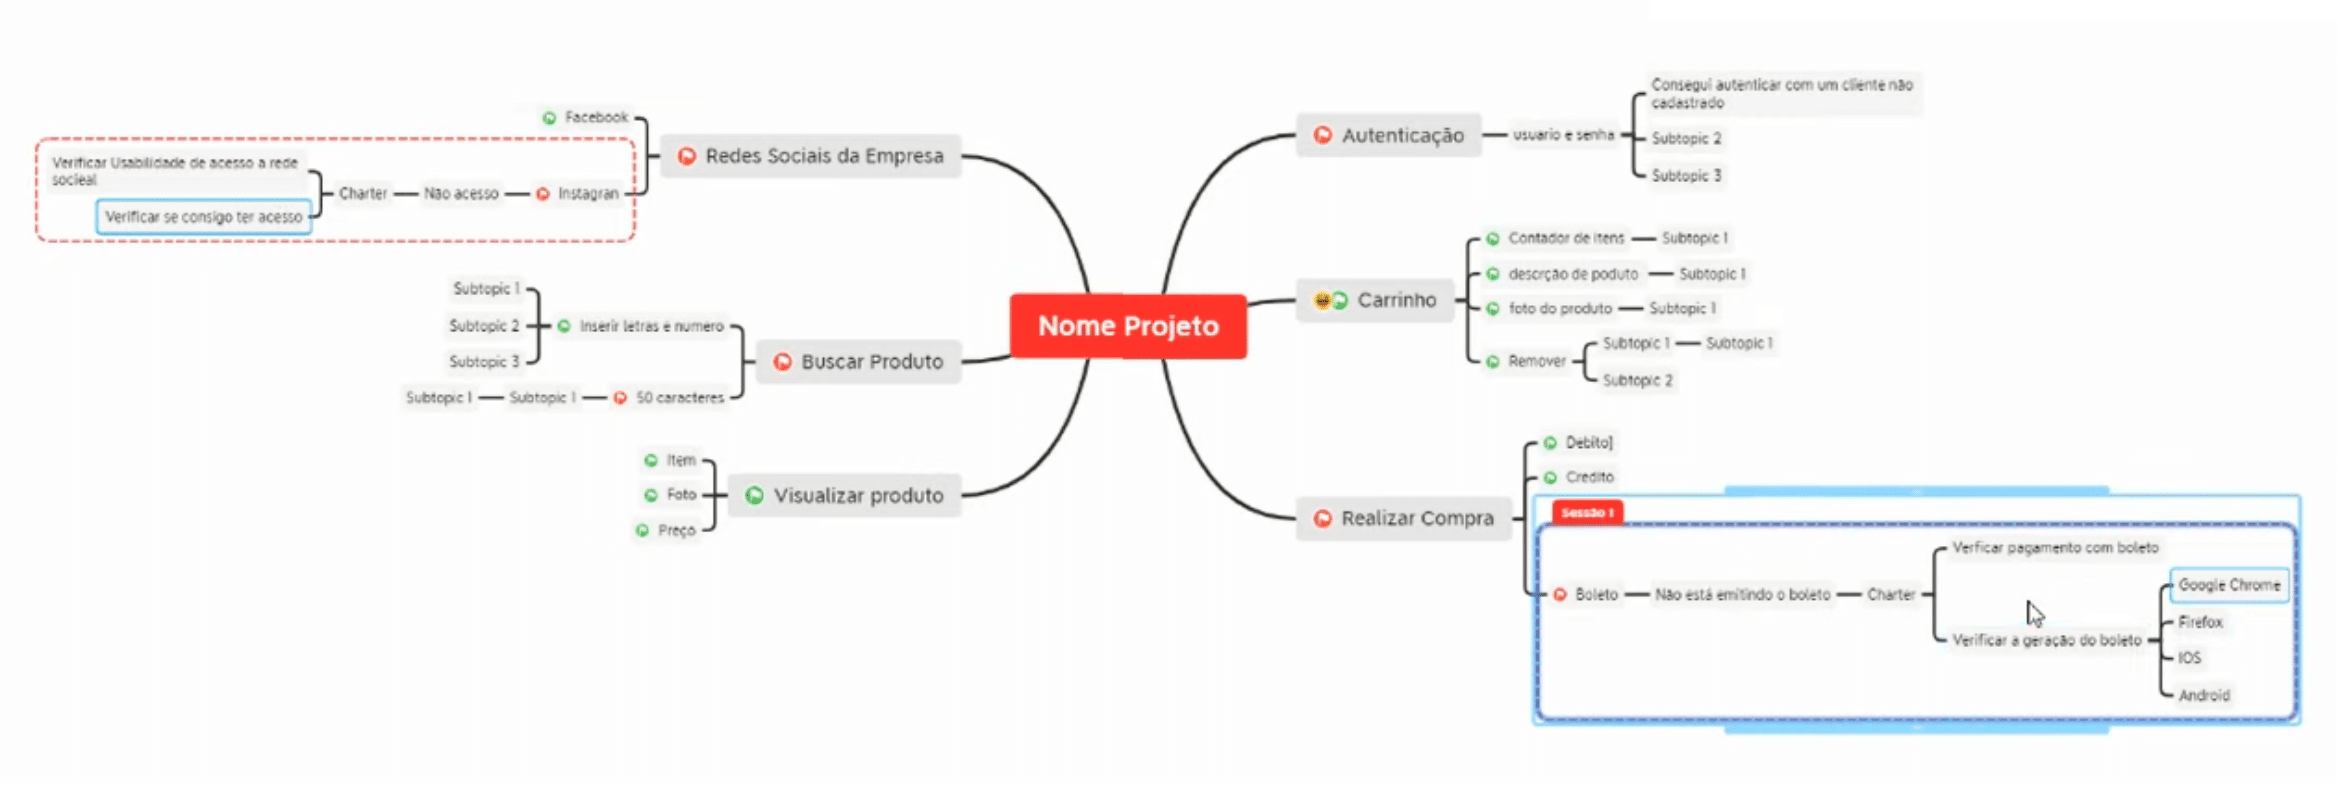 Nome Projeto
Redes Sociais da Empresa
Facebook
Instagran
Não acesso
Charter
Verificar Usabilidade de acesso a rede
socieal
Verificar se consigo ter acesso
Buscar Produto
Inserir letras e numero
Subtopic 1
Subtopic 2
Subtopic 3
50 caracteres
Subtopic 1
Subtopic 1
Visualizar produto
Item
Foto
Preço
Autenticação
usuario e senha
Consegui autenticar com um cliente não
cadastrado
Subtopic 2
Subtopic 3
Carrinho
Contador de itens
Subtopic 1
descrção de poduto
Subtopic 1
foto do produto
Subtopic 1
Remover
Subtopic 1
Subtopic 1
Subtopic 2
Realizar Compra
Debito]
Credito
Sessão 1
Boleto
Não está emitindo o boleto
Charter
Verficar pagamento com boleto
Verificar a geração do boleto
Google Chrome
Firefox
IOS
Android